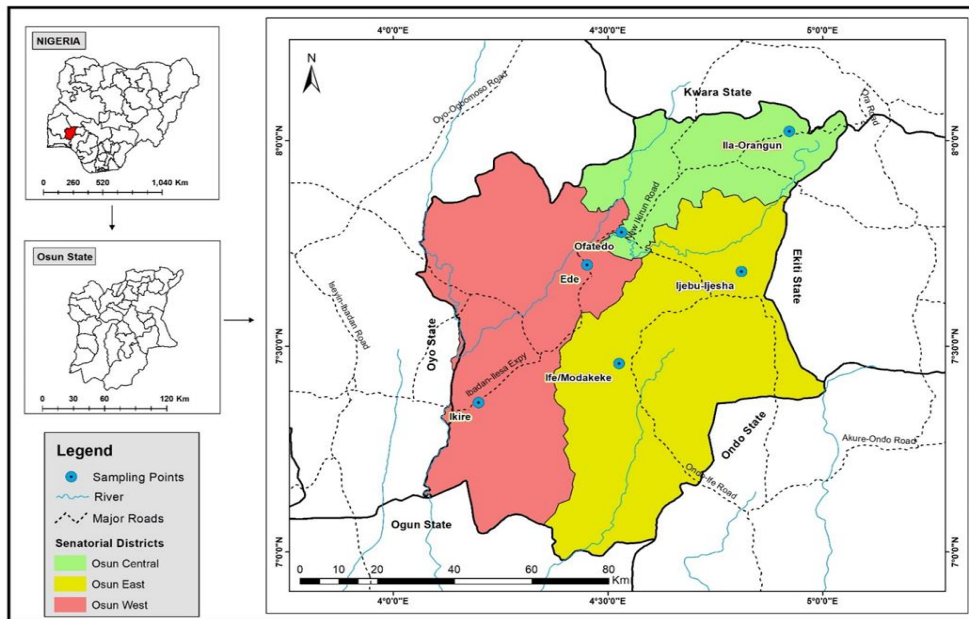 NIGERIA
0 260 520 1,040 Km
Osun State
0 30 60 120 Km
Legend
Sampling Points
River
Major Roads
Senatorial Districts
Osun Central
Osun East
Osun West
4°0'0"E 4°30'0"E 5°0'0"E
N
Oyo-Ogbomoso Road
Kwara State
Ora Road
8°0'0"N
8°0'0"N
Ila-Orangun
New Ikirun Road
Ofatedo
Ede
Ijebu-Ijesha
Ekiti State
Iseyin-Ibadan Road
Oyo State
7°30'0"N
7°30'0"N
Ibadan-Ilesa Expy
Ife/Modakeke
Ikire
Ondo State
Akure-Ondo Road
Ondo-Ife Road
Ogun State
7°0'0"N
7°0'0"N
0 10 20 40 60 80
Km
4°0'0"E 4°30'0"E 5°0'0"E